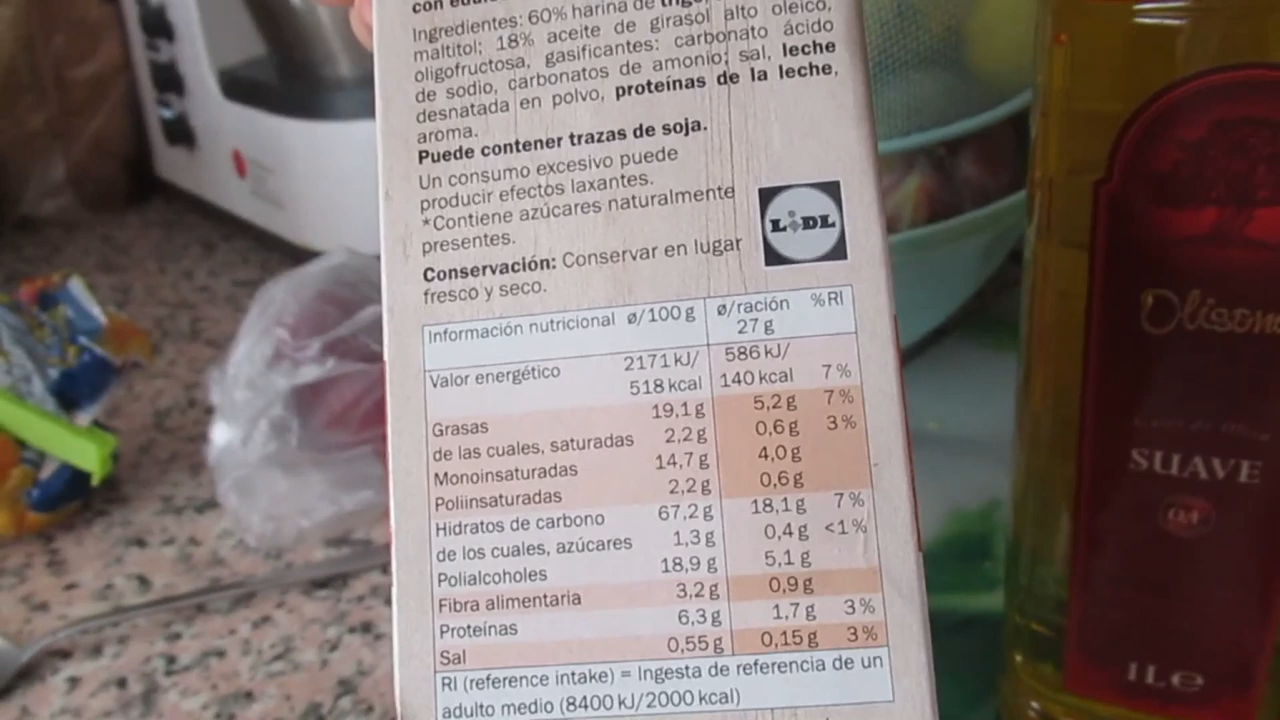 con
Ingredientes: 60% harina de
maltitol; 18% aceite de girasol alto oleico,
oligofructosa, gasificantes: carbonato ácido
de sodio, carbonatos de amonio; sal, leche
desnatada en polvo, proteínas de la leche,
aroma.
Puede contener trazas de soja.
Un consumo excesivo puede
producir efectos laxantes.
*Contiene azúcares naturalmente
presentes.
Conservación: Conservar en lugar
fresco y seco.
LIDL
Información nutricional ø/100 g ø/ración %RI
27 g
Valor energético 2171 kJ/ 586 kJ/
518 kcal 140 kcal 7%
Grasas 19,1 g 5,2 g 7%
de las cuales, saturadas 2,2 g 0,6 g 3%
Monoinsaturadas 14,7 g 4,0 g
Poliinsaturadas 2,2 g 0,6 g
Hidratos de carbono 67,2 g 18,1 g 7%
de los cuales, azúcares 1,3 g 0,4 g <1%
Polialcoholes 18,9 g 5,1 g
Fibra alimentaria 3,2 g 0,9 g
Proteínas 6,3 g 1,7 g 3%
Sal 0,55 g 0,15 g 3%
RI (reference intake) = Ingesta de referencia de un
adulto medio (8400 kJ/2000 kcal)
SUAVE
1 L e